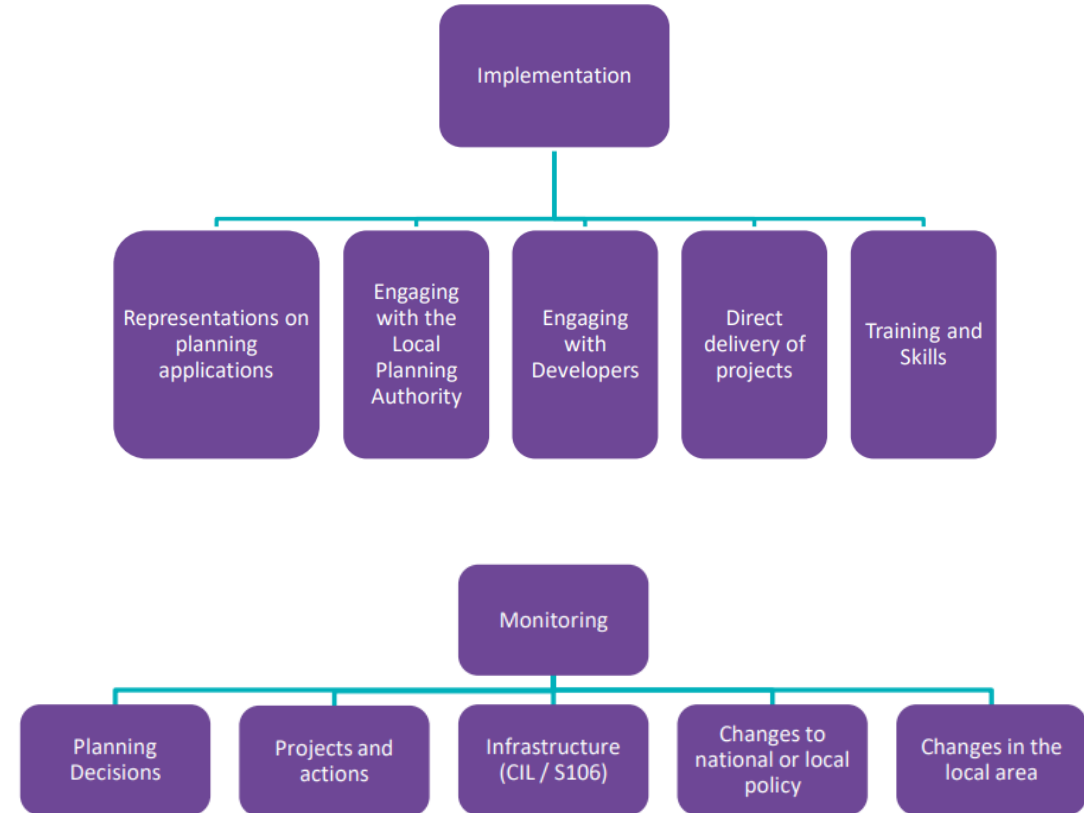 Implementation
Representations on
planning
applications
Engaging
with the
Local
Planning
Authority
Engaging
with
Developers
Direct
delivery of
projects
Training and
Skills
Monitoring
Planning
Decisions
Projects and
actions
Infrastructure
(CIL / S106)
Changes to
national or local
policy
Changes in the
local area